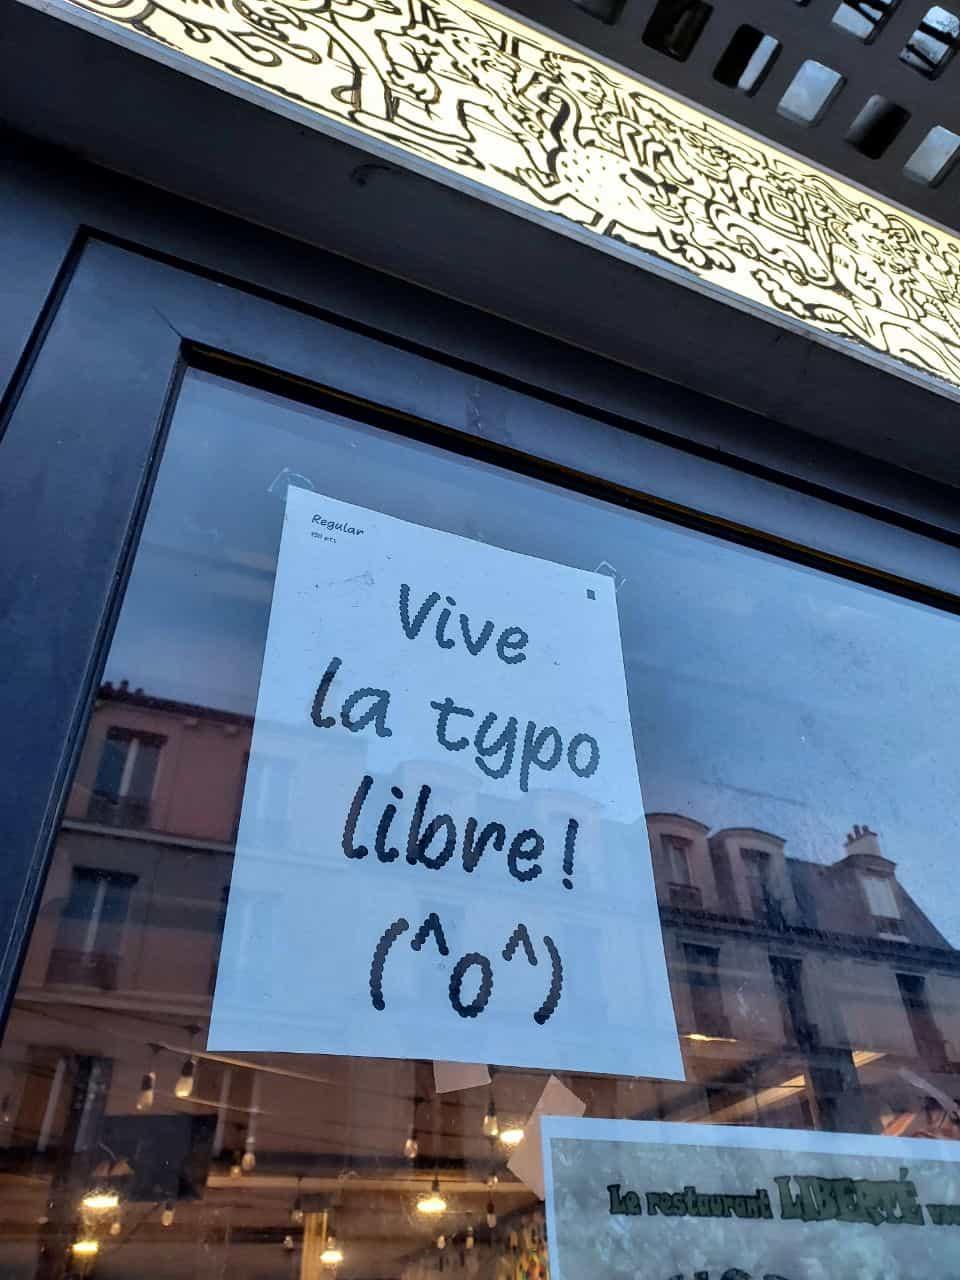 Regular
Vive
la typo
libre!
(^o^)
Le restaurant LIBERTÉ